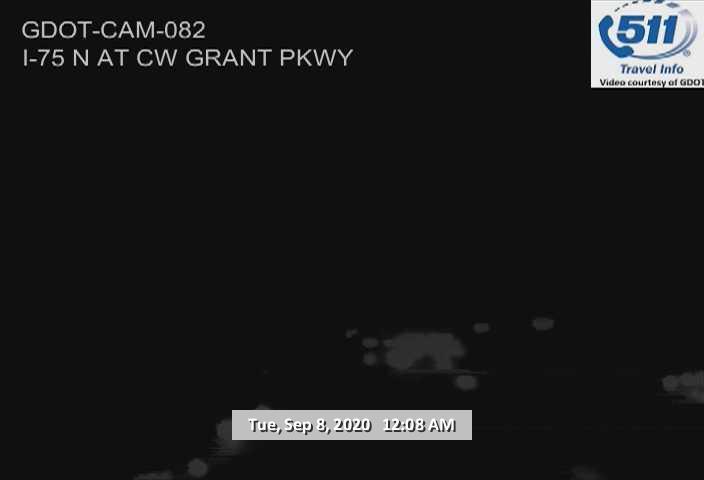 GDOT-CAM-082
I-75 N AT CW GRANT PKWY
511
®
Travel Info
Video courtesy of GDOT
Tue, Sep 8, 2020 12:08 AM